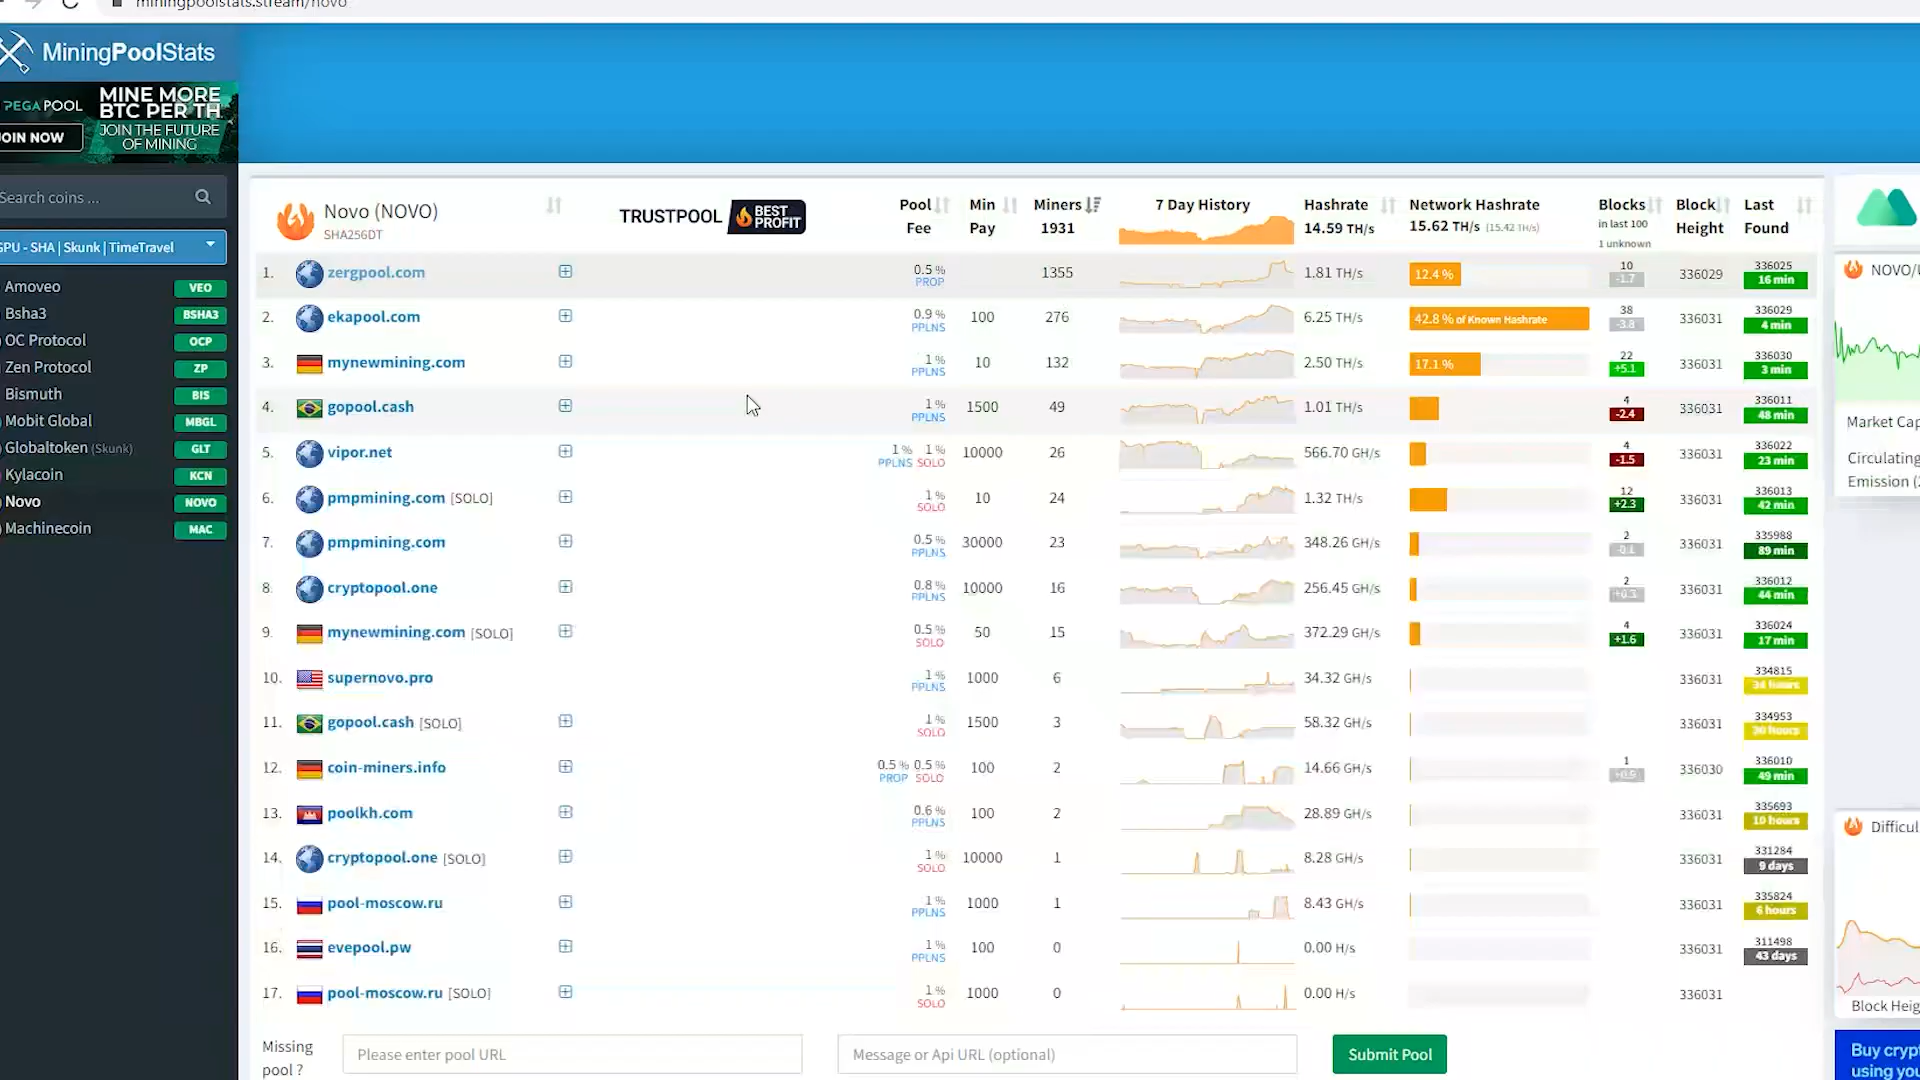 miningpoolstats.stream/novo
MiningPoolStats
PEGA POOL
JOIN NOW
MINE MORE
BTC PER TH
JOIN THE FUTURE
OF MINING
Search coins ...
GPU - SHA | Skunk | TimeTravel
Amoveo VEO
Bsha3 BSHA3
OC Protocol OCP
Zen Protocol ZP
Bismuth BIS
Mobit Global MBGL
Globaltoken (Skunk) GLT
Kylacoin KCN
Novo NOVO
Machinecoin MAC
Novo (NOVO)
SHA256DT
TRUSTPOOL BEST PROFIT
Pool Fee
Min Pay
Miners 1931
7 Day History
Hashrate 14.59 TH/s
Network Hashrate
15.62 TH/s (15.42 TH/s)
Blocks
in last 100
1 unknown
Block Height
Last Found
1. zergpool.com 0.5 % PROP 1355 1.81 TH/s 12.4 % 10 -1.7 336029 336025 16 min
2. ekapool.com 0.9 % PPLNS 100 276 6.25 TH/s 42.8 % of Known Hashrate 38 -3.8 336031 336029 4 min
3. mynewmining.com 1 % PPLNS 10 132 2.50 TH/s 17.1 % 22 +5.1 336031 336030 3 min
4. gopool.cash 1 % PPLNS 1500 49 1.01 TH/s 4 -2.4 336031 336011 48 min
5. vipor.net 1 % PPLNS 1 % SOLO 10000 26 566.70 GH/s 4 -1.5 336031 336022 23 min
6. pmpmining.com [SOLO] 1 % SOLO 10 24 1.32 TH/s 12 +2.3 336031 336013 42 min
7. pmpmining.com 0.5 % PPLNS 30000 23 348.26 GH/s 2 -0.1 336031 335988 89 min
8. cryptopool.one 0.8 % PPLNS 10000 16 256.45 GH/s 2 336031 336012 44 min
9. mynewmining.com [SOLO] 0.5 % SOLO 50 15 372.29 GH/s 4 +1.6 336031 336024 17 min
10. supernovo.pro 1 % PPLNS 1000 6 34.32 GH/s 336031 334815 hours
11. gopool.cash [SOLO] 1 % SOLO 1500 3 58.32 GH/s 336031 334953 hours
12. coin-miners.info 0.5 % PROP 0.5 % SOLO 100 2 14.66 GH/s 1 336030 336010 49 min
13. poolkh.com 0.6 % PPLNS 100 2 28.89 GH/s 336031 335693 10 hours
14. cryptopool.one [SOLO] 1 % SOLO 10000 1 8.28 GH/s 336031 331284 9 days
15. pool-moscow.ru 1 % PPLNS 1000 1 8.43 GH/s 336031 335824 6 hours
16. evepool.pw 1 % PPLNS 100 0 0.00 H/s 336031 311498 43 days
17. pool-moscow.ru [SOLO] 1 % SOLO 1000 0 0.00 H/s 336031
Missing pool ?
Please enter pool URL
Message or Api URL (optional)
Submit Pool
NOVO/
Market Cap
Circulating
Emission (
Difficul
Block Heig
Buy cryp
using you